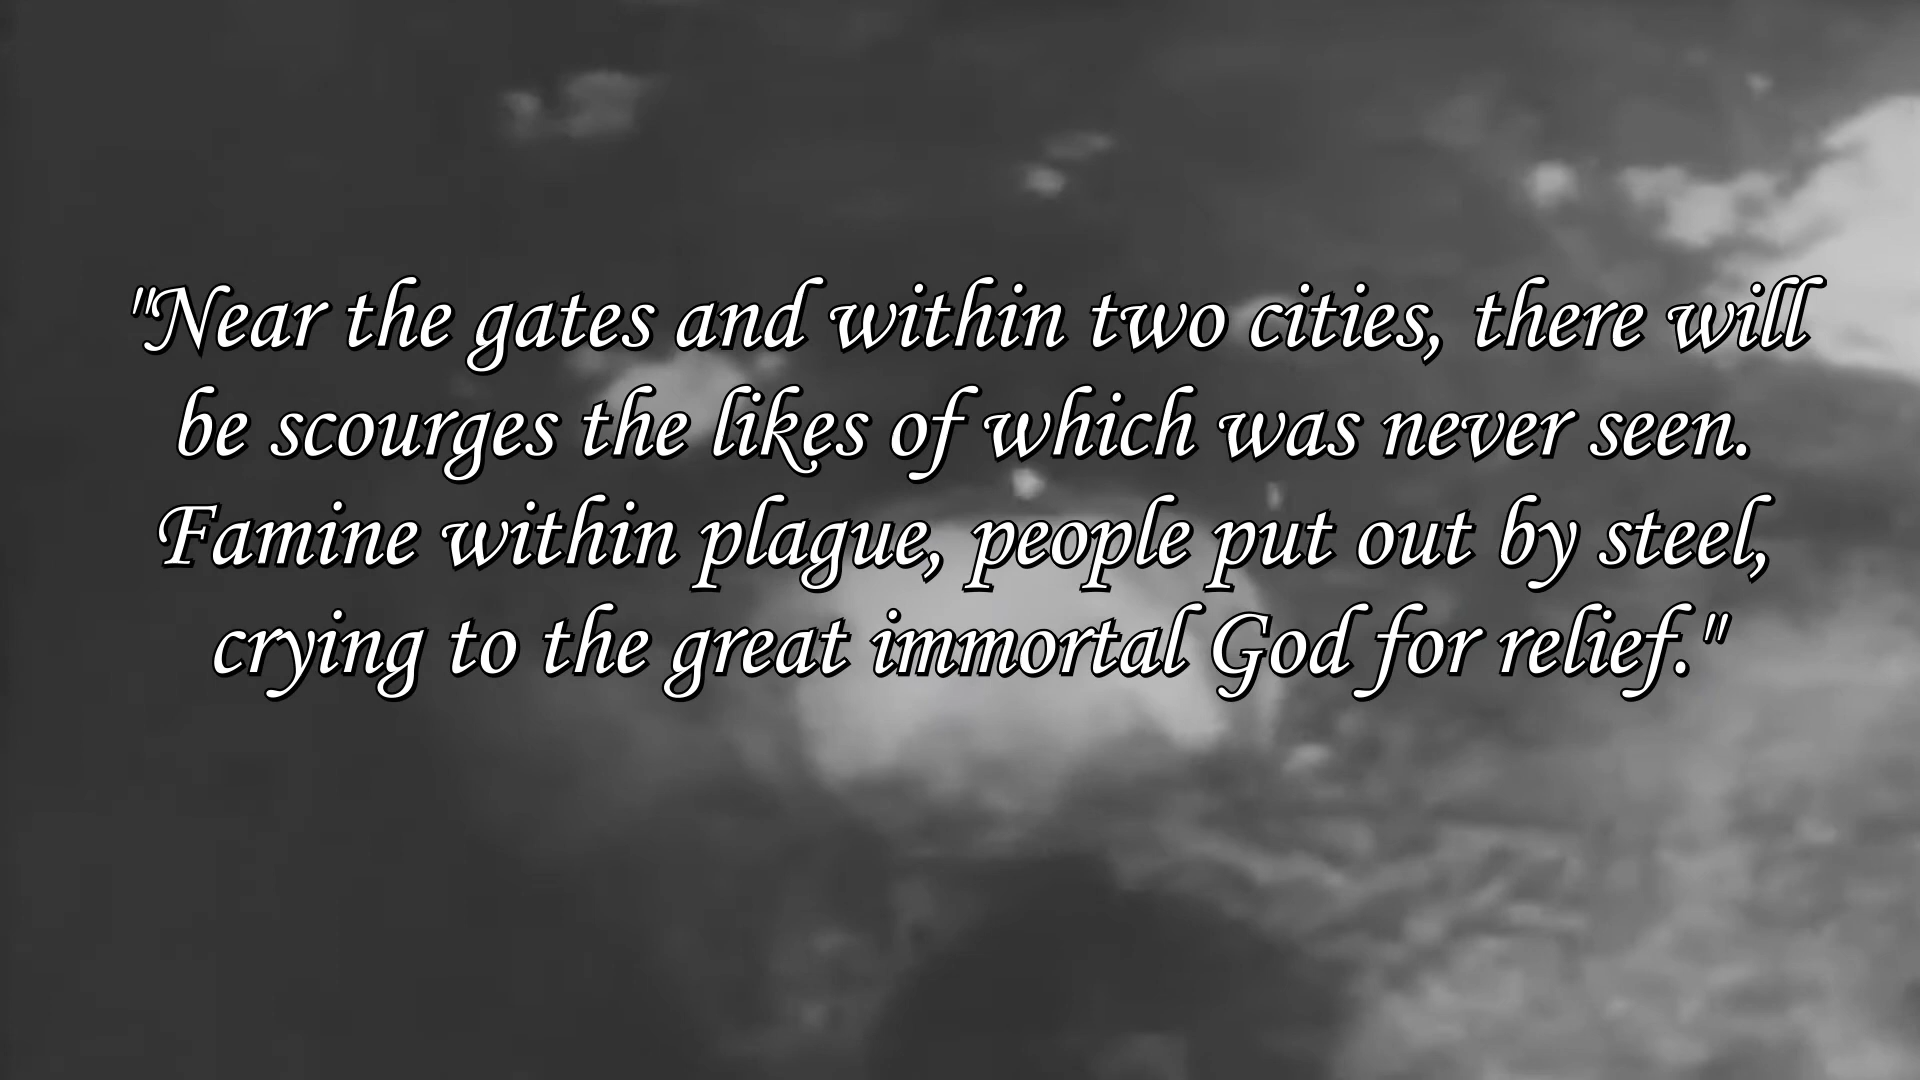 "Near the gates and within two cities, there will
be scourges the likes of which was never seen.
Famine within plague, people put out by steel,
crying to the great immortal God for relief."